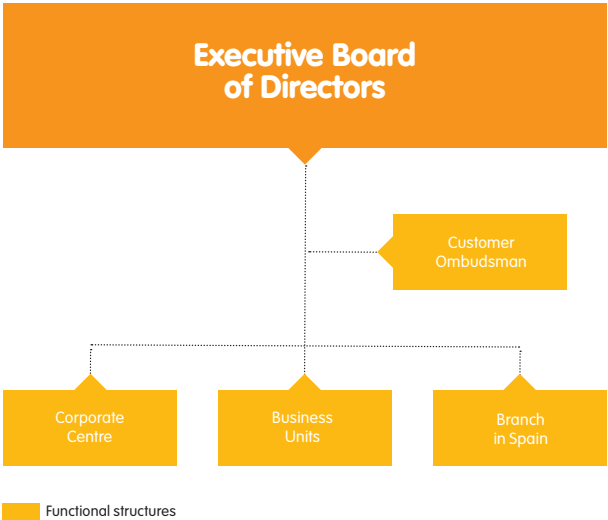 Executive Board
of Directors
Customer
Ombudsman
Corporate
Centre
Business
Units
Branch
in Spain
Functional structures